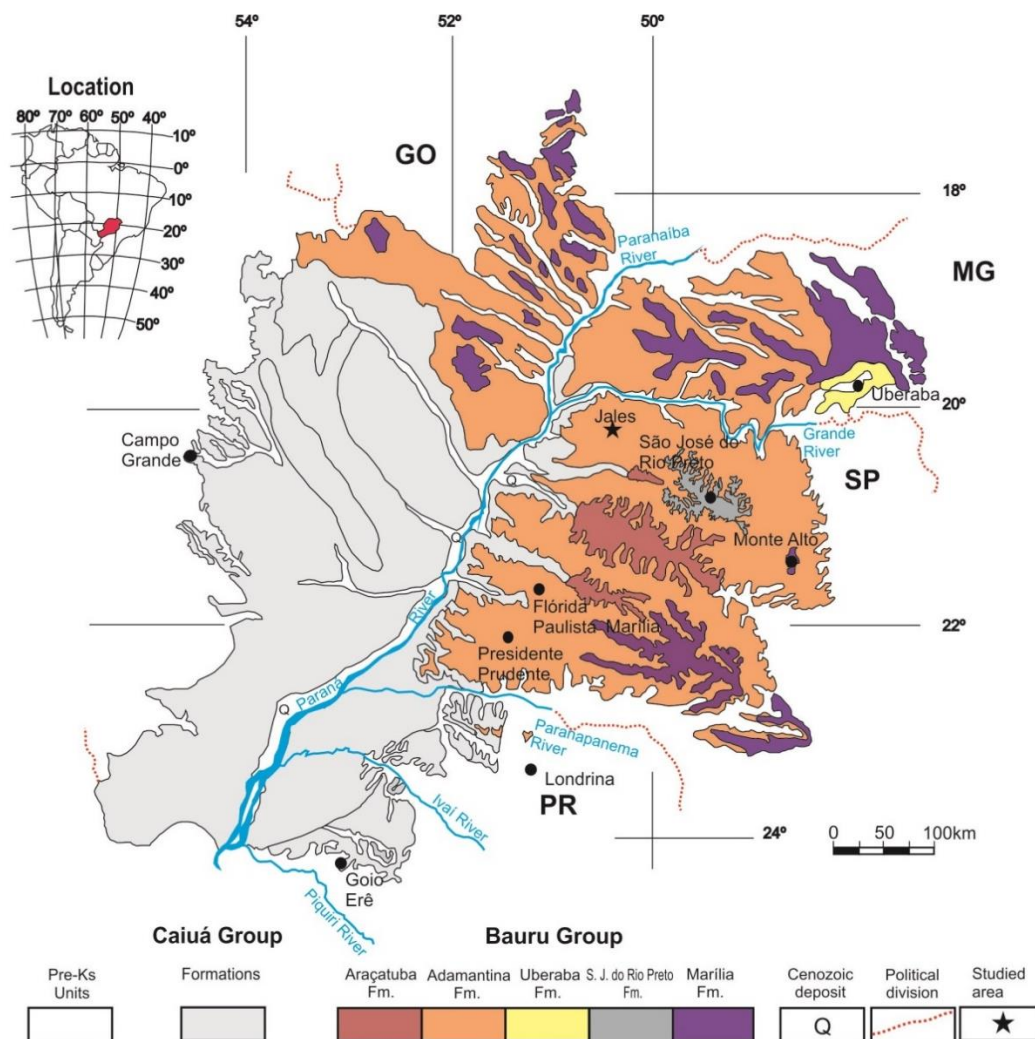 54º
52º
50º
Location
80º 70º 60º 50º 40º
10º
0º
10º
20º
30º
40º
50º
GO
18º
Paranaiba
River
MG
Uberaba
20º
Jales
Grande
River
Campo
Grande
São José do
Rio Preto
SP
Q
Monte Alto
Q
Flórida
Paulista
Marília
22º
River
Presidente
Prudente
Paraná
Q
Paranapanema
River
Londrina
PR
Ivaí River
24º
0 50 100km
Goio
Erê
Piquiri River
Caiuá Group
Bauru Group
Pre-Ks
Units
Formations
Araçatuba
Fm.
Adamantina
Fm.
Uberaba
Fm.
S. J. do Rio Preto
Fm.
Marília
Fm.
Cenozoic
deposit
Q
Political
division
Studied
area